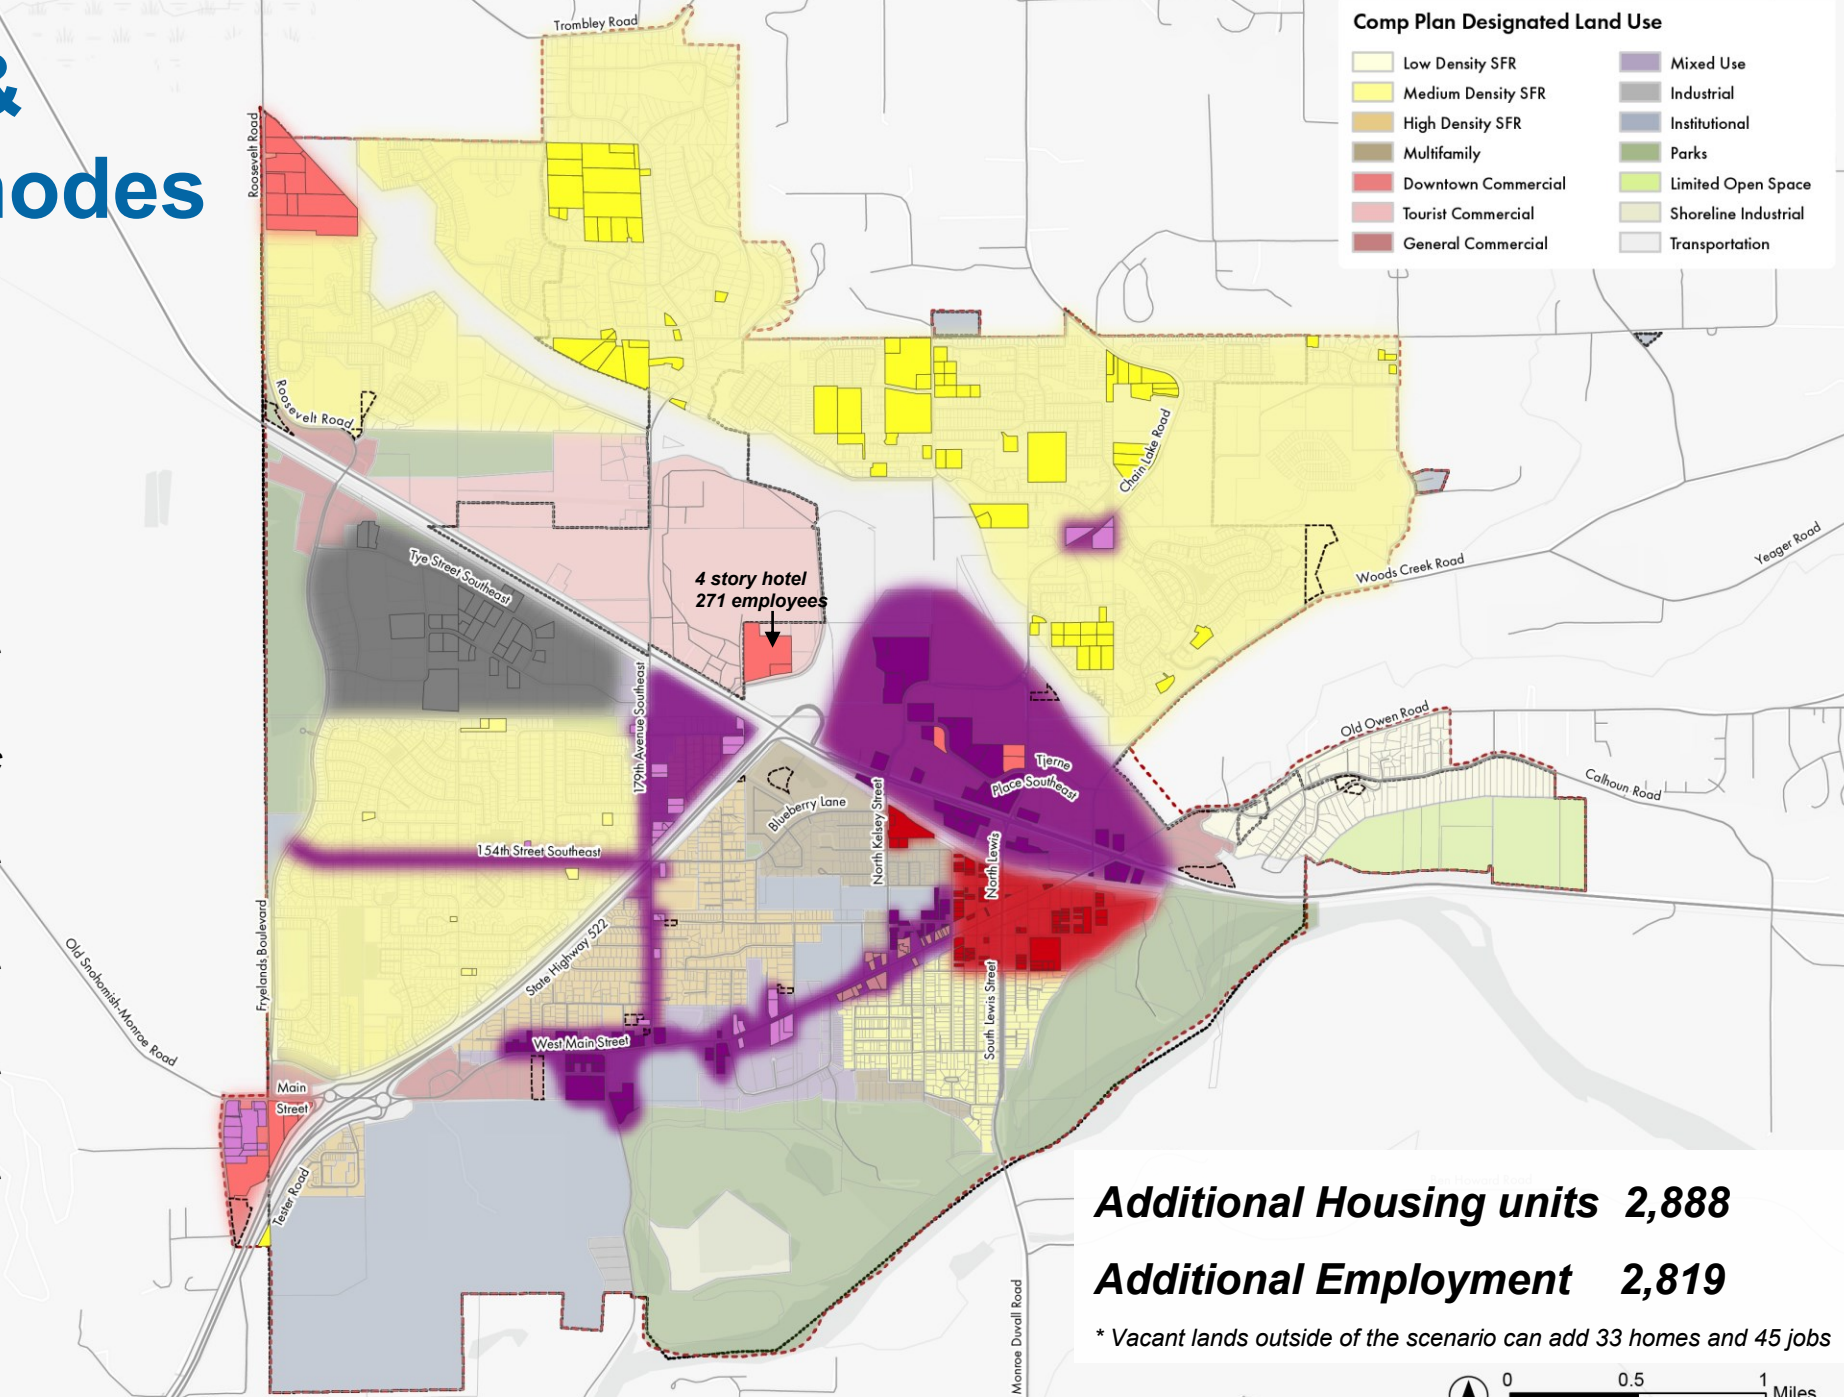 &
nodes
Comp Plan Designated Land Use
Low Density SFR
Medium Density SFR
High Density SFR
Multifamily
Downtown Commercial
Tourist Commercial
General Commercial
Mixed Use
Industrial
Institutional
Parks
Limited Open Space
Shoreline Industrial
Transportation
Trombley Road
Roosevelt Road
Roosevelt Road
Chain Lake Road
Yeager Road
Woods Creek Road
Tye Street Southeast
4 story hotel
271 employees
179th Avenue Southeast
Old Owen Road
Calhoun Road
Tjerne
Place Southeast
Blueberry Lane
North Kelsey Street
North Lewis
154th Street Southeast
Fryelands Boulevard
State Highway 522
Old Snohomish-Monroe Road
South Lewis Street
West Main Street
Main
Street
Tester Road
Monroe Duvall Road
Additional Housing units 2,888
Additional Employment 2,819
* Vacant lands outside of the scenario can add 33 homes and 45 jobs
0 0.5 1
Miles